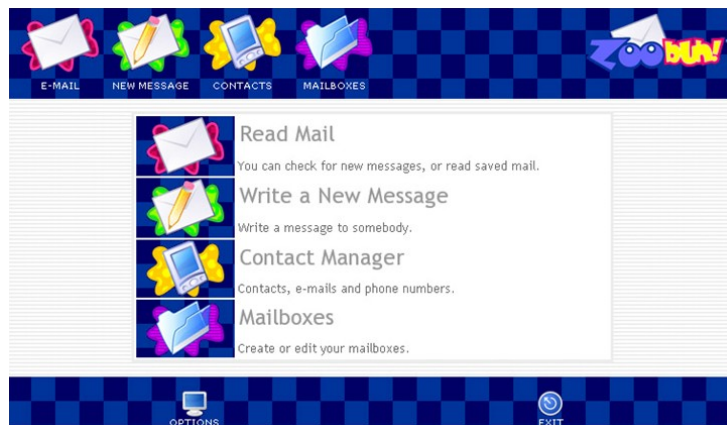 E-MAIL NEW MESSAGE CONTACTS MAILBOXES
Zoobuh!
Read Mail
You can check for new messages, or read saved mail.
Write a New Message
Write a message to somebody.
Contact Manager
Contacts, e-mails and phone numbers.
Mailboxes
Create or edit your mailboxes.
OPTIONS EXIT